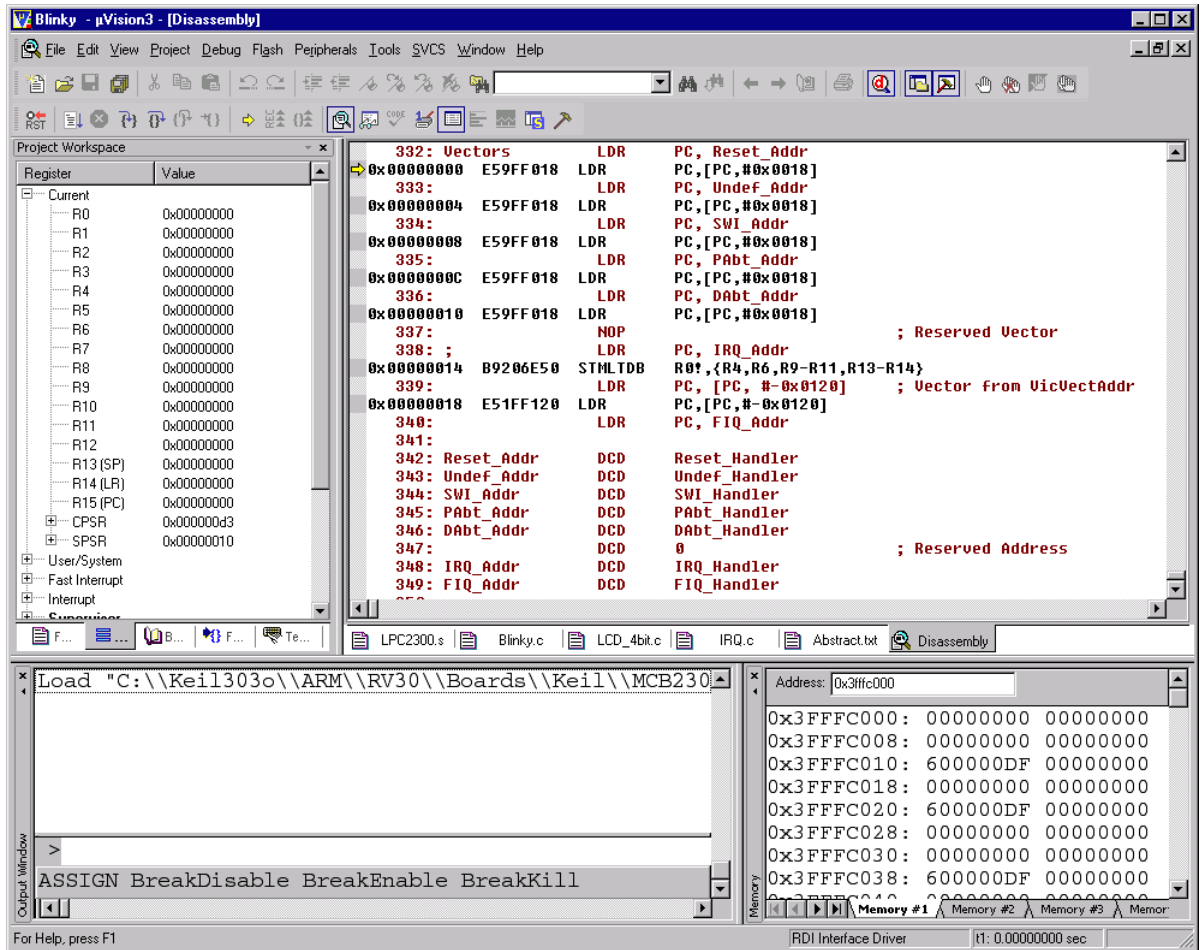 Blinky - µVision3 - [Disassembly]
File Edit View Project Debug Flash Peripherals Tools SVCS Window Help
RST
CODE
Project Workspace
Register Value
Current
R0 0x00000000
R1 0x00000000
R2 0x00000000
R3 0x00000000
R4 0x00000000
R5 0x00000000
R6 0x00000000
R7 0x00000000
R8 0x00000000
R9 0x00000000
R10 0x00000000
R11 0x00000000
R12 0x00000000
R13 (SP) 0x00000000
R14 (LR) 0x00000000
R15 (PC) 0x00000000
CPSR 0x000000d3
SPSR 0x00000010
User/System
Fast Interrupt
Interrupt
Supervisor
F... ... B... F... Te...
332: Vectors LDR PC, Reset_Addr
0x00000000 E59FF018 LDR PC,[PC,#0x0018]
333: LDR PC, Undef_Addr
0x00000004 E59FF018 LDR PC,[PC,#0x0018]
334: LDR PC, SWI_Addr
0x00000008 E59FF018 LDR PC,[PC,#0x0018]
335: LDR PC, PAbt_Addr
0x0000000C E59FF018 LDR PC,[PC,#0x0018]
336: LDR PC, DAbt_Addr
0x00000010 E59FF018 LDR PC,[PC,#0x0018]
337: NOP ; Reserved Vector
338: ; LDR PC, IRQ_Addr
0x00000014 B9206E50 STMLTDB R0!,{R4,R6,R9-R11,R13-R14}
339: LDR PC, [PC, #-0x0120] ; Vector from VicVectAddr
0x00000018 E51FF120 LDR PC,[PC,#-0x0120]
340: LDR PC, FIQ_Addr
341:
342: Reset_Addr DCD Reset_Handler
343: Undef_Addr DCD Undef_Handler
344: SWI_Addr DCD SWI_Handler
345: PAbt_Addr DCD PAbt_Handler
346: DAbt_Addr DCD DAbt_Handler
347: DCD 0 ; Reserved Address
348: IRQ_Addr DCD IRQ_Handler
349: FIQ_Addr DCD FIQ_Handler
LPC2300.s Blinky.c LCD_4bit.c IRQ.c Abstract.txt Disassembly
Load "C:\\Keil303o\\ARM\\RV30\\Boards\\Keil\\MCB230
>
ASSIGN BreakDisable BreakEnable BreakKill
Output Window
Address: 0x3fffc000
0x3FFFC000: 00000000 00000000
0x3FFFC008: 00000000 00000000
0x3FFFC010: 600000DF 00000000
0x3FFFC018: 00000000 00000000
0x3FFFC020: 600000DF 00000000
0x3FFFC028: 00000000 00000000
0x3FFFC030: 00000000 00000000
0x3FFFC038: 600000DF 00000000
Memory #1 Memory #2 Memory #3 Memor
Memory
For Help, press F1 RDI Interface Driver t1: 0.00000000 sec